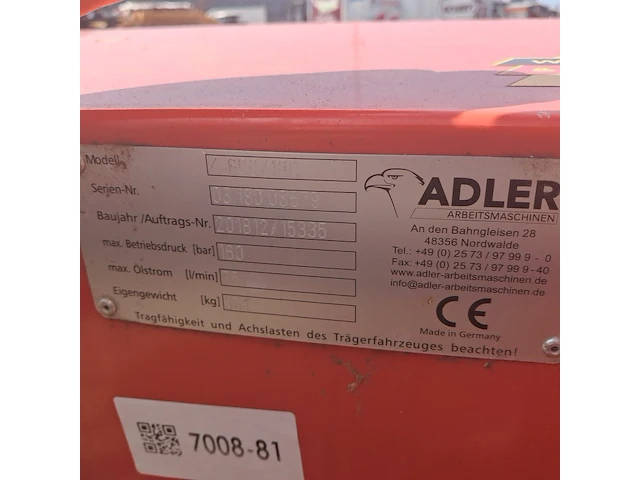 Modell
ADLER
ARBEITSMASCHINEN
Serien-Nr.
An den Bahngleisen 28
48356 Nordwalde
Baujahr/Auftrags-Nr. 201812/15335
Tel.: +49 (0) 25 73 / 97 99 9 - 0
Fax: +49 (0) 25 73 / 97 99 9 -40
max. Betriebsdruck [bar] 160
www.adler-arbeitsmaschinen.de
info@adler-arbeitsmaschinen.de
max. Ölstrom [l/min]
Eigengewicht [kg]
CE
Made in Germany
Tragfähigkeit und Achslasten des Trägerfahrzeuges beachten!
7008-81